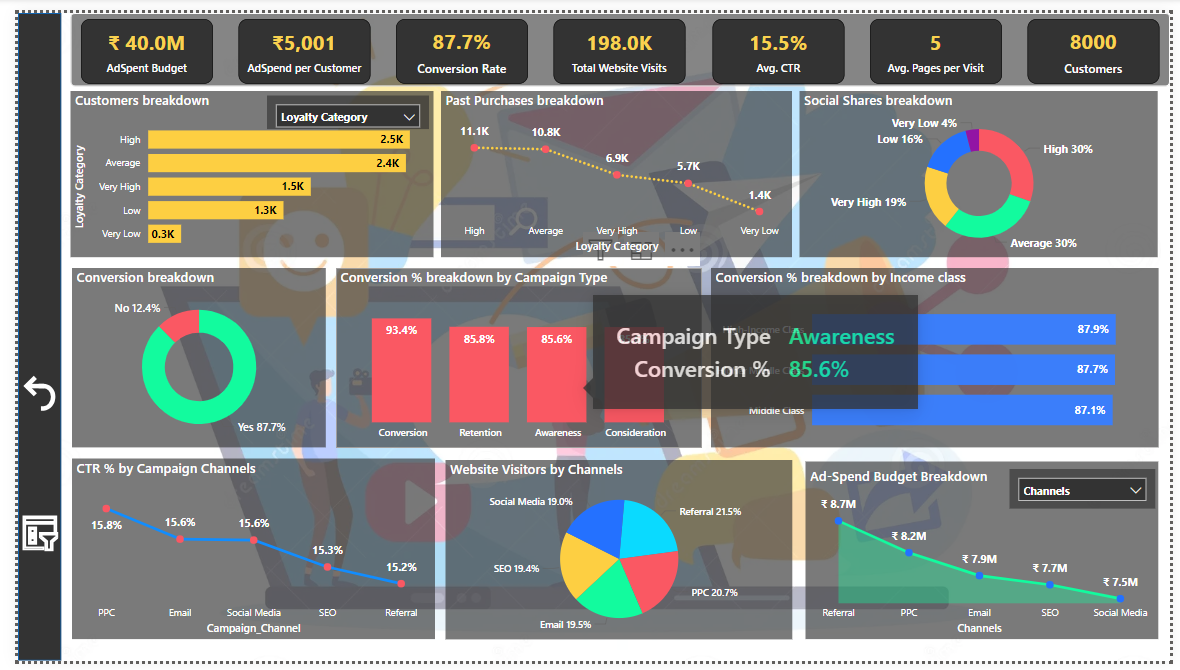 ₹ 40.0M
AdSpent Budget
₹5,001
AdSpend per Customer
87.7%
Conversion Rate
198.0K
Total Website Visits
15.5%
Avg. CTR
5
Avg. Pages per Visit
8000
Customers
Customers breakdown
Loyalty Category
Loyalty Category
High
2.5K
Average
2.4K
Very High
1.5K
Low
1.3K
Very Low
0.3K
Past Purchases breakdown
11.1K
10.8K
6.9K
5.7K
1.4K
High
Average
Very High
Low
Very Low
Loyalty Category
Social Shares breakdown
Very Low 4%
Low 16%
High 30%
Very High 19%
Average 30%
Conversion breakdown
No 12.4%
Yes 87.7%
Conversion % breakdown by Campaign Type
93.4%
85.8%
85.6%
Conversion
Retention
Awareness
Consideration
Campaign Type Awareness
Conversion % 85.6%
Conversion % breakdown by Income class
87.9%
87.7%
Middle Class
87.1%
CTR % by Campaign Channels
15.8%
15.6%
15.6%
15.3%
15.2%
PPC
Email
Social Media
SEO
Referral
Campaign_Channel
Website Visitors by Channels
Social Media 19.0%
Referral 21.5%
SEO 19.4%
PPC 20.7%
Email 19.5%
Ad-Spend Budget Breakdown
Channels
₹ 8.7M
₹ 8.2M
₹ 7.9M
₹ 7.7M
₹ 7.5M
Referral
PPC
Email
SEO
Social Media
Channels